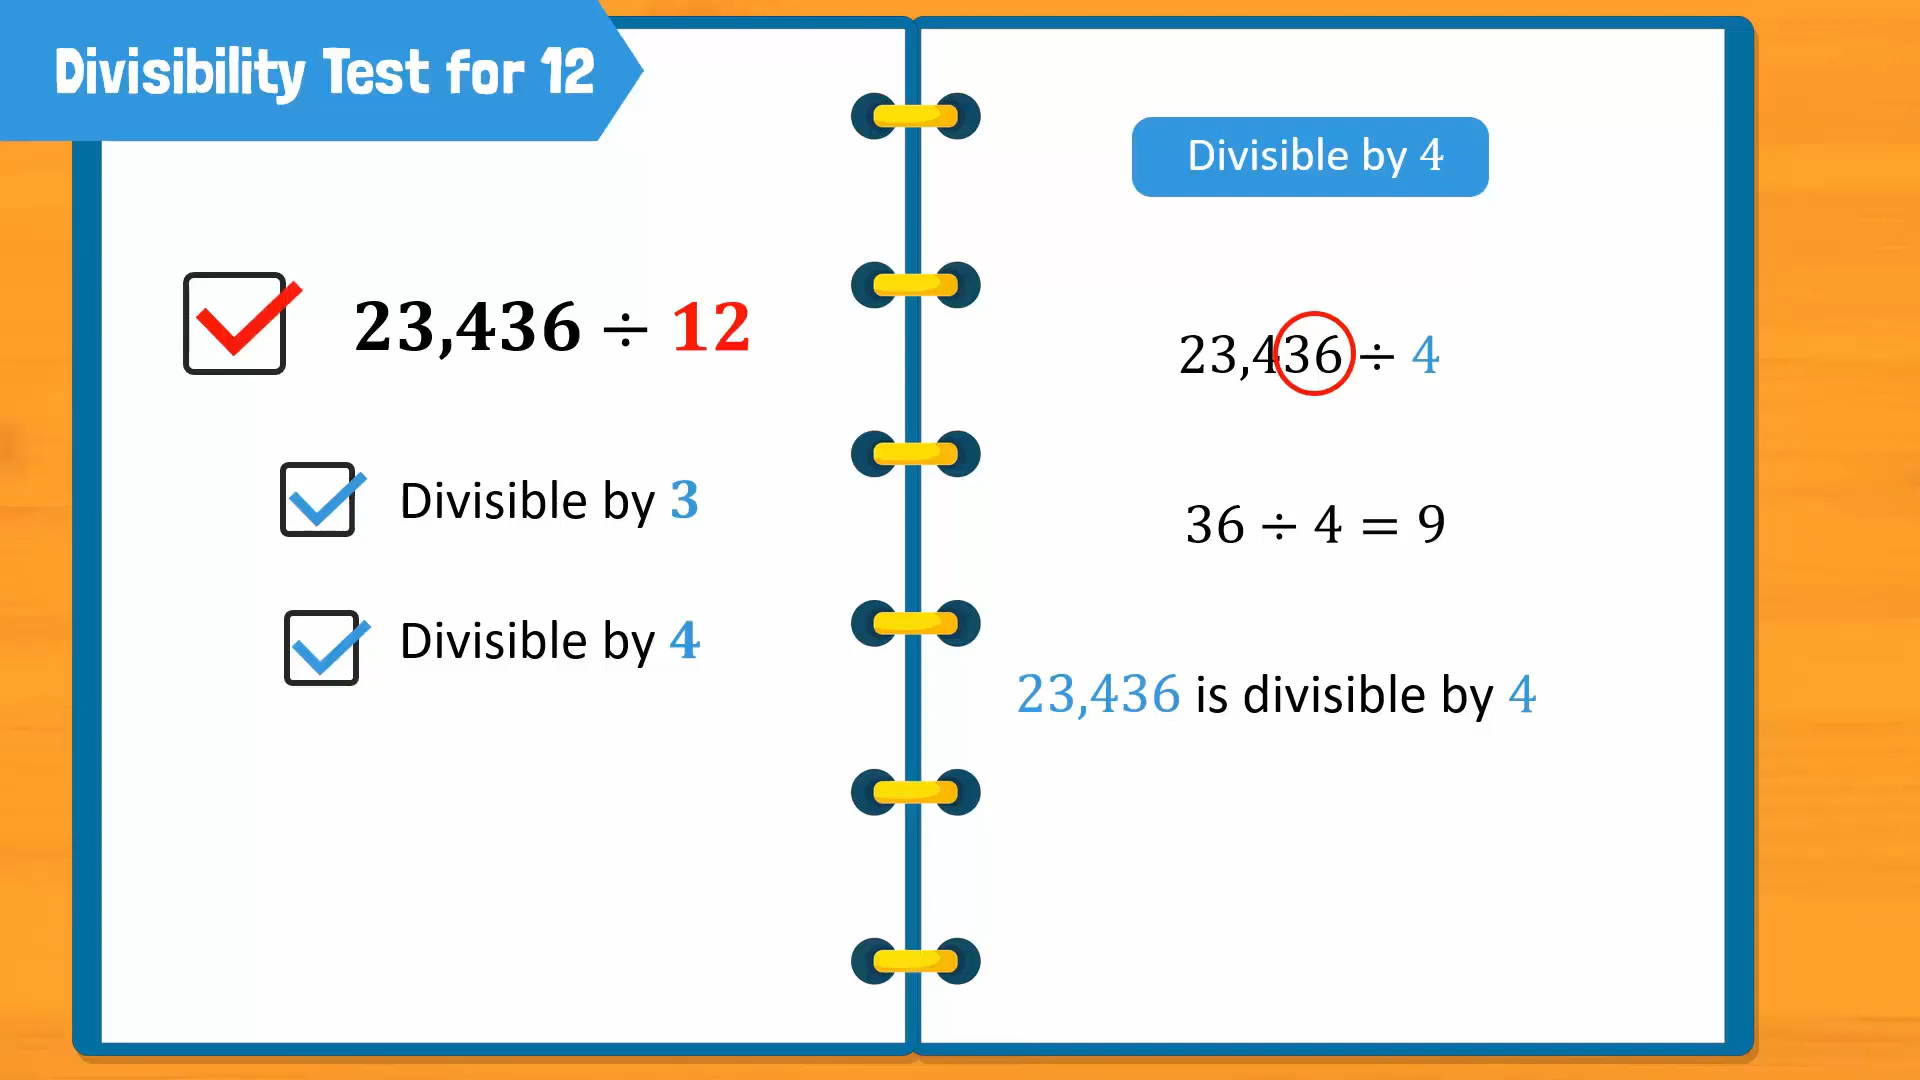 Divisibility Test for 12
23,436 ÷ 12
Divisible by 3
Divisible by 4
Divisible by 4
23,436 ÷ 4
36 ÷ 4 = 9
23,436 is divisible by 4